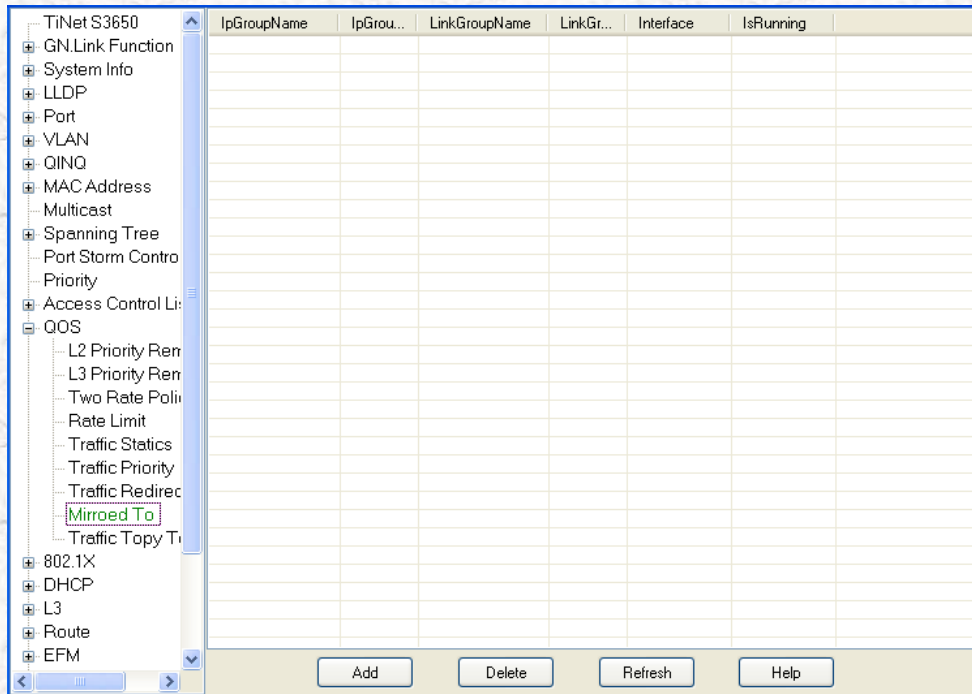 TiNet S3650
GN.Link Function
System Info
LLDP
Port
VLAN
QINQ
MAC Address
Multicast
Spanning Tree
Port Storm Contro
Priority
Access Control Li
QOS
L2 Priority Rem
L3 Priority Rem
Two Rate Poli
Rate Limit
Traffic Statics
Traffic Priority
Traffic Redirec
Mirroed To
Traffic Topy T
802.1X
DHCP
L3
Route
EFM
IpGroupName IpGrou... LinkGroupName LinkGr... Interface IsRunning
Add Delete Refresh Help